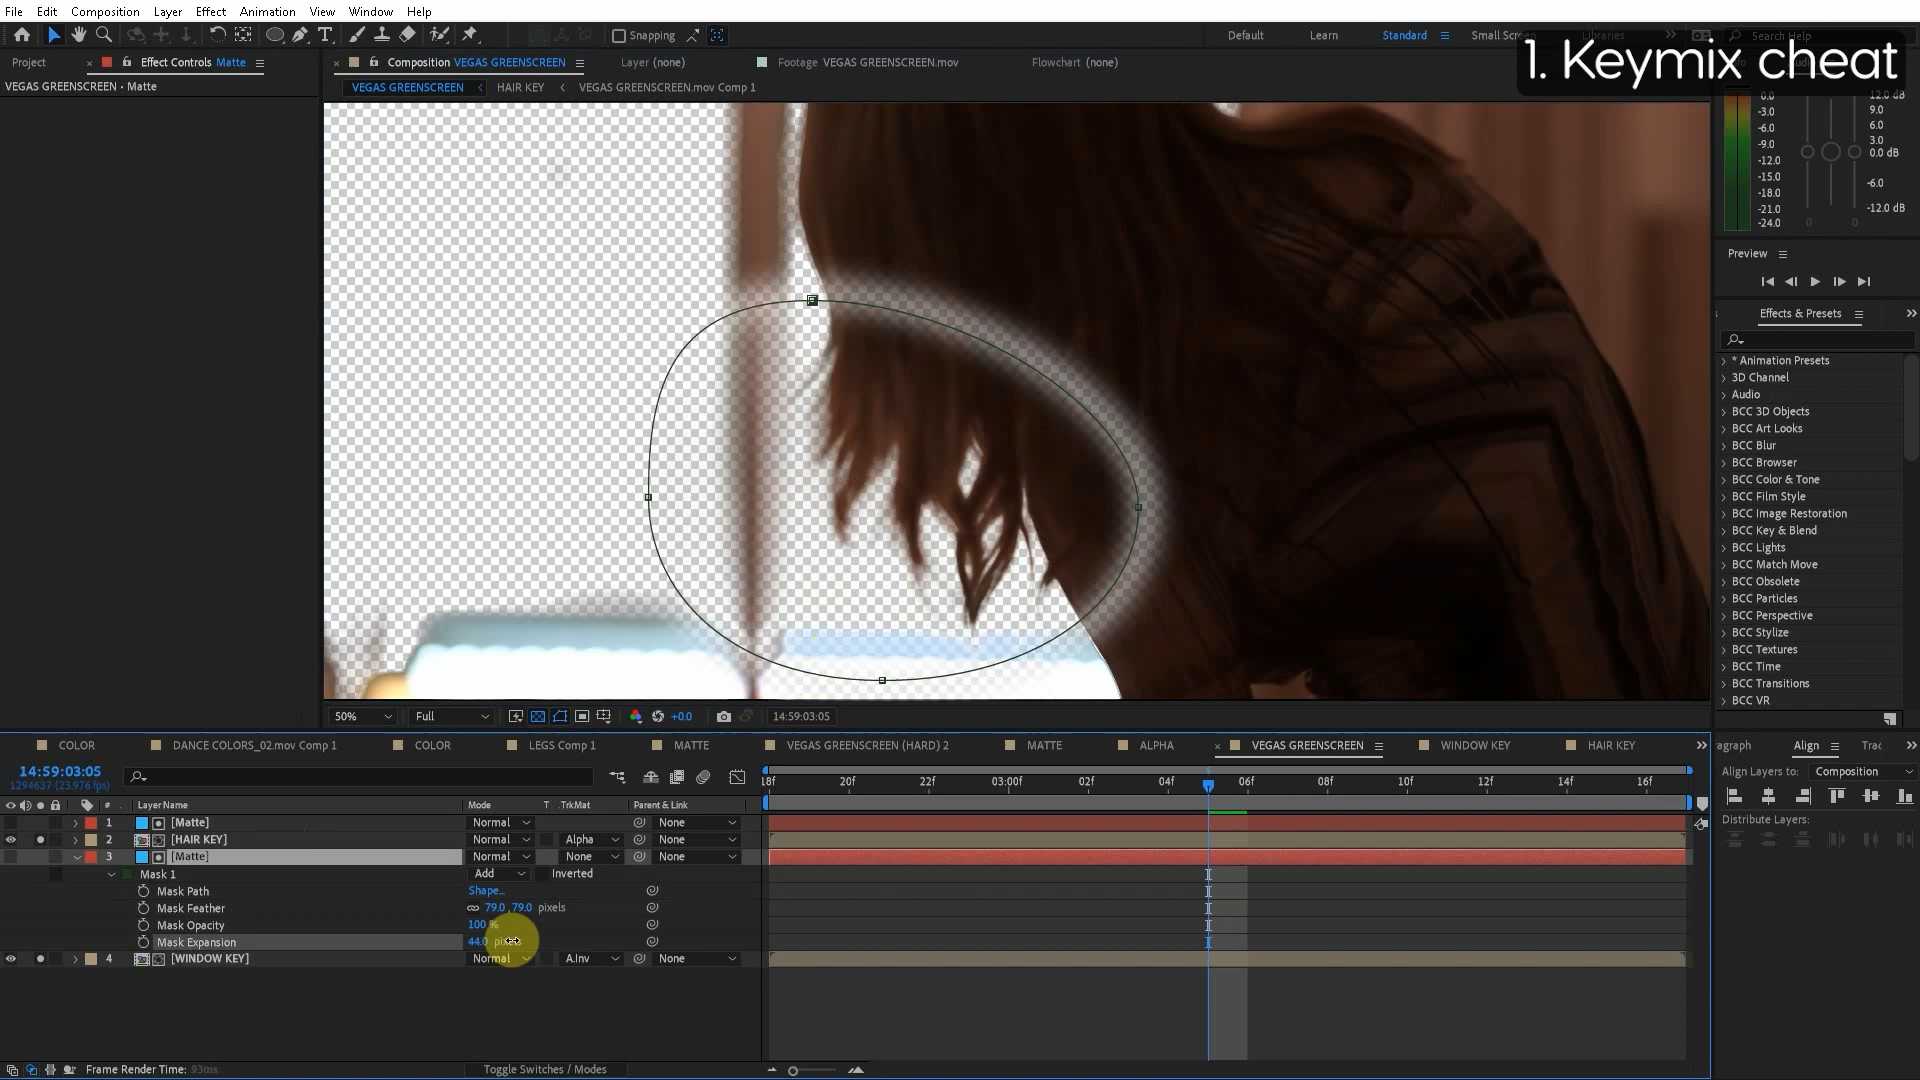 File Edit Composition Layer Effect Animation View Window Help
Snapping
Default Learn Standard Small Screen Libraries Search Help
1. Keymix cheat
Project Effect Controls Matte
VEGAS GREENSCREEN • Matte
Composition VEGAS GREENSCREEN Layer (none) Footage VEGAS GREENSCREEN.mov Flowchart (none)
VEGAS GREENSCREEN HAIR KEY VEGAS GREENSCREEN.mov Comp 1
0.0 12.0 dB
-3.0 9.0
-6.0 6.0
-9.0 3.0
-12.0 0.0 dB
-15.0
-18.0 -6.0
-21.0 -12.0 dB
-24.0 0 0
Preview
Effects & Presets
* Animation Presets
3D Channel
Audio
BCC 3D Objects
BCC Art Looks
BCC Blur
BCC Browser
BCC Color & Tone
BCC Film Style
BCC Image Restoration
BCC Key & Blend
BCC Lights
BCC Match Move
BCC Obsolete
BCC Particles
BCC Perspective
BCC Stylize
BCC Textures
BCC Time
BCC Transitions
BCC VR
50% Full +0.0 14:59:03:05
COLOR DANCE COLORS_02.mov Comp 1 COLOR LEGS Comp 1 MATTE VEGAS GREENSCREEN (HARD) 2 MATTE ALPHA VEGAS GREENSCREEN WINDOW KEY HAIR KEY
aragraph Align Trac
14:59:03:05
1294637 (23.976 fps)
18f 20f 22f 03:00f 02f 04f 06f 08f 10f 12f 14f 16f
Align Layers to: Composition
Distribute Layers:
# Layer Name Mode T .TrkMat Parent & Link
1 [Matte] Normal None
2 [HAIR KEY] Normal Alpha None
3 [Matte] Normal None None
Mask 1 Add Inverted
Mask Path Shape...
Mask Feather 79.0, 79.0 pixels
Mask Opacity 100 %
Mask Expansion 44.0 pixels
4 [WINDOW KEY] Normal A.Inv None
Frame Render Time: 93ms Toggle Switches / Modes